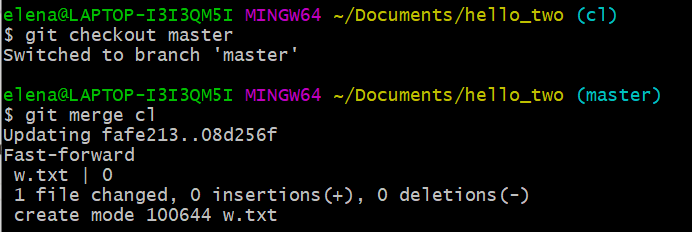 elena@LAPTOP-I3I3QM5I MINGW64 ~/Documents/hello_two (cl)
$ git checkout master
Switched to branch 'master'
elena@LAPTOP-I3I3QM5I MINGW64 ~/Documents/hello_two (master)
$ git merge cl
Updating fafe213..08d256f
Fast-forward
 w.txt | 0
 1 file changed, 0 insertions(+), 0 deletions(-)
 create mode 100644 w.txt